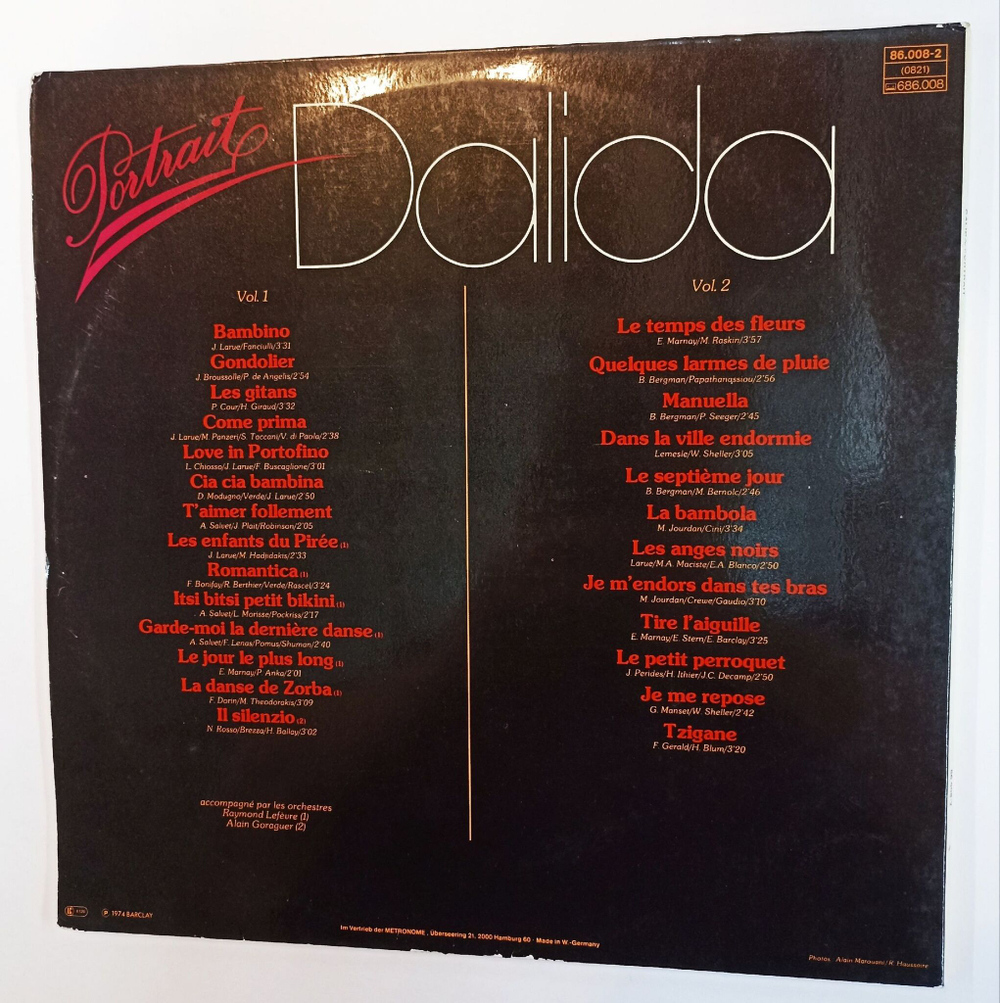 86.008-2
(0821)
686.008
Portrait
Dalida
Vol. 1
Bambino
J. Larue/Fanciulli/3'31
Gondolier
J. Broussolle/P. de Angelis/2'54
Les gitans
P. Cour/H. Giraud/3'32
Come prima
J. Larue/M. Panzeri/S. Taccani/V. di Paola/2'38
Love in Portofino
L. Chiosso/J. Larue/F. Buscaglione/3'01
Cia cia bambina
D. Modugno/Verde/J. Larue/2'50
T'aimer follement
A. Salvet/J. Plait/Robinson/2'05
Les enfants du Pirée (1)
J. Larue/M. Hadjidakis/2'33
Romantica (1)
F. Bonifay/R. Berthier/Verde/Rascel/3'24
Itsi bitsi petit bikini (1)
A. Salvet/L. Morisse/Pockriss/2'17
Garde-moi la dernière danse (1)
A. Salvet/F. Lenas/Pomus/Shuman/2'40
Le jour le plus long (1)
E. Marnay/P. Anka/2'01
La danse de Zorba (1)
F. Dorin/M. Theodorakis/3'09
Il silenzio (2)
N. Rosso/Brezza/H. Ballay/3'02
accompagné par les orchestres
Raymond Lefèvre (1)
Alain Goraguer (2)
Vol. 2
Le temps des fleurs
E. Marnay/M. Raskin/3'57
Quelques larmes de pluie
B. Bergman/Papathanassiou/2'56
Manuella
B. Bergman/P. Seeger/2'45
Dans la ville endormie
Lemesle/W. Sheller/3'05
Le septième jour
B. Bergman/M. Bernolc/2'46
La bambola
M. Jourdan/Cini/3'34
Les anges noirs
Larue/M.A. Maciste/E.A. Blanco/2'50
Je m'endors dans tes bras
M. Jourdan/Crewe/Gaudio/3'10
Tire l'aiguille
E. Marnay/E. Stern/E. Barclay/3'25
Le petit perroquet
J. Perides/H. Ithier/J.C. Decamp/2'50
Je me repose
G. Manset/W. Sheller/2'42
Tzigane
F. Gerald/H. Blum/3'20
℗ 1974 BARCLAY
Im Vertrieb der METRONOME, Überseering 21, 2000 Hamburg 60 · Made in W.-Germany
Photos Alain Marouani/R. Haussaire